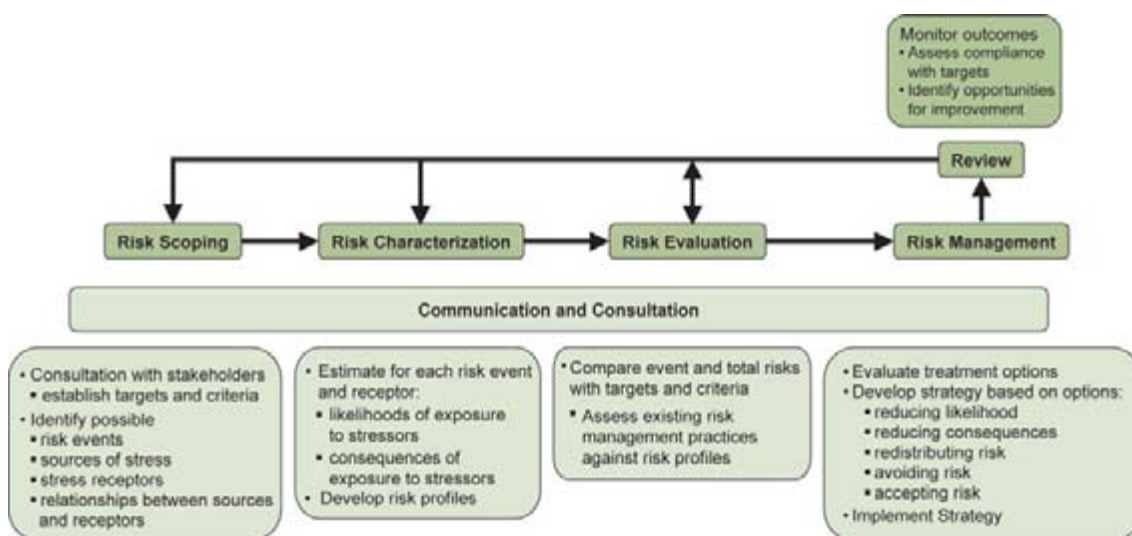 Monitor outcomes
• Assess compliance
with targets
• Identify opportunities
for improvement
Review
Risk Scoping
Risk Characterization
Risk Evaluation
Risk Management
Communication and Consultation
• Consultation with stakeholders
▪ establish targets and criteria
• Identify possible
▪ risk events
▪ sources of stress
▪ stress receptors
▪ relationships between sources
and receptors
• Estimate for each risk event
and receptor:
▪ likelihoods of exposure
to stressors
▪ consequences of
exposure to stressors
• Develop risk profiles
• Compare event and total risks
with targets and criteria
▪ Assess existing risk
management practices
against risk profiles
• Evaluate treatment options
• Develop strategy based on options:
▪ reducing likelihood
▪ reducing consequences
▪ redistributing risk
▪ avoiding risk
▪ accepting risk
• Implement Strategy